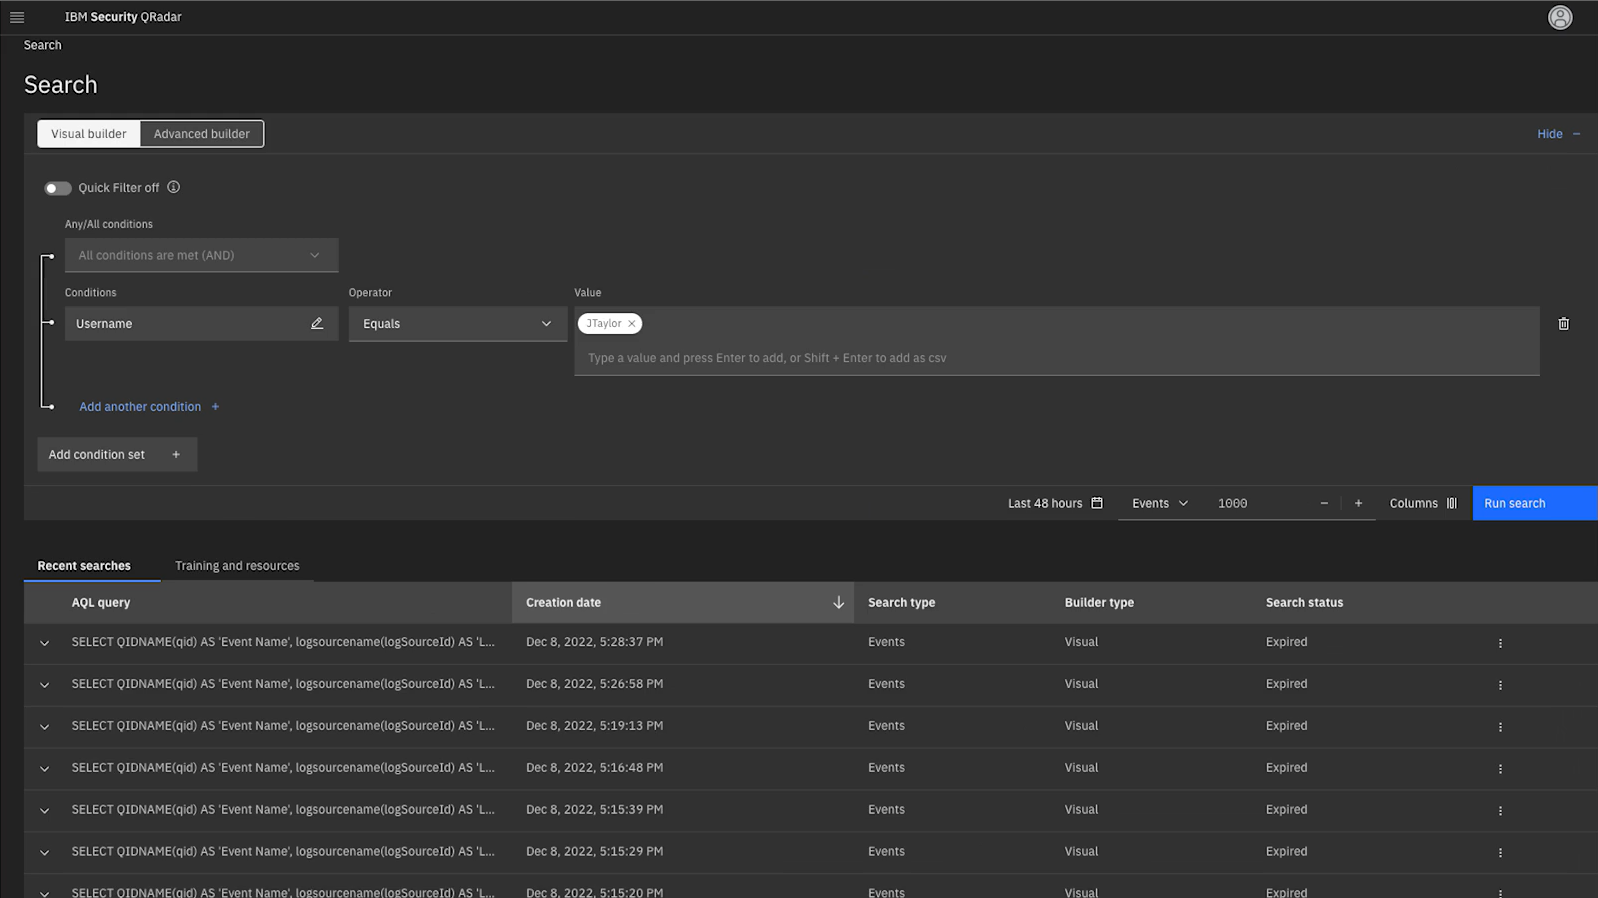 IBM Security QRadar
Search
Search
Visual builder Advanced builder Hide
Quick Filter off
Any/All conditions
All conditions are met (AND)
Conditions Operator Value
Username Equals JTaylor
Type a value and press Enter to add, or Shift + Enter to add as csv
Add another condition +
Add condition set +
Last 48 hours Events 1000 − + Columns Run search
Recent searches Training and resources
AQL query Creation date Search type Builder type Search status
SELECT QIDNAME(qid) AS 'Event Name', logsourcename(logSourceId) AS 'L... Dec 8, 2022, 5:28:37 PM Events Visual Expired
SELECT QIDNAME(qid) AS 'Event Name', logsourcename(logSourceId) AS 'L... Dec 8, 2022, 5:26:58 PM Events Visual Expired
SELECT QIDNAME(qid) AS 'Event Name', logsourcename(logSourceId) AS 'L... Dec 8, 2022, 5:19:13 PM Events Visual Expired
SELECT QIDNAME(qid) AS 'Event Name', logsourcename(logSourceId) AS 'L... Dec 8, 2022, 5:16:48 PM Events Visual Expired
SELECT QIDNAME(qid) AS 'Event Name', logsourcename(logSourceId) AS 'L... Dec 8, 2022, 5:15:39 PM Events Visual Expired
SELECT QIDNAME(qid) AS 'Event Name', logsourcename(logSourceId) AS 'L... Dec 8, 2022, 5:15:29 PM Events Visual Expired
SELECT QIDNAME(qid) AS 'Event Name', logsourcename(logSourceId) AS 'L... Dec 8, 2022, 5:15:20 PM Events Visual Expired